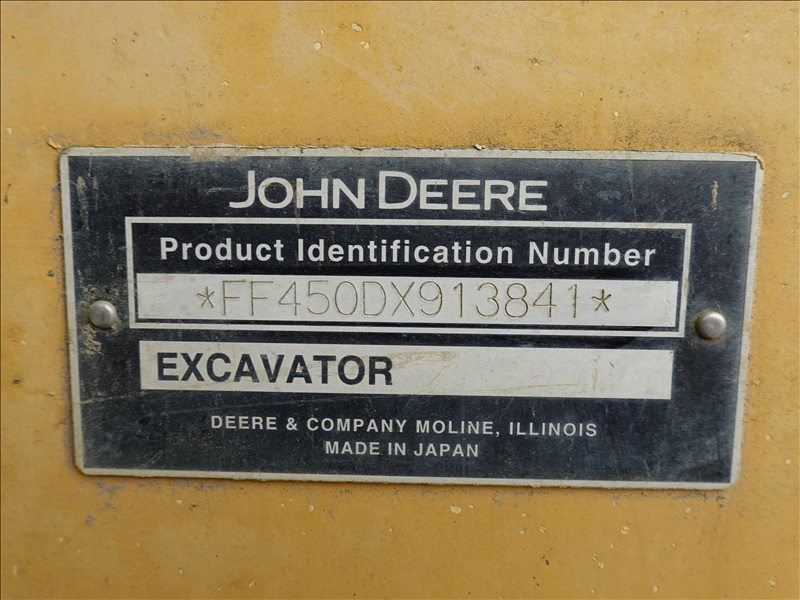 JOHN DEERE
Product Identification Number
*FF450DX913841*
EXCAVATOR
DEERE & COMPANY MOLINE, ILLINOIS
MADE IN JAPAN